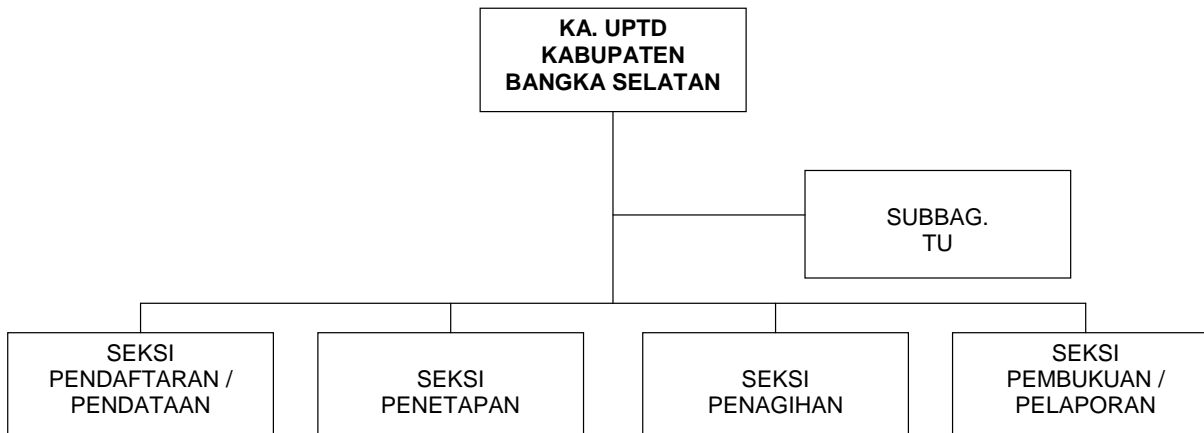 KA. UPTD
KABUPATEN
BANGKA SELATAN
SUBBAG.
TU
SEKSI
PENDAFTARAN /
PENDATAAN
SEKSI
PENETAPAN
SEKSI
PENAGIHAN
SEKSI
PEMBUKUAN /
PELAPORAN